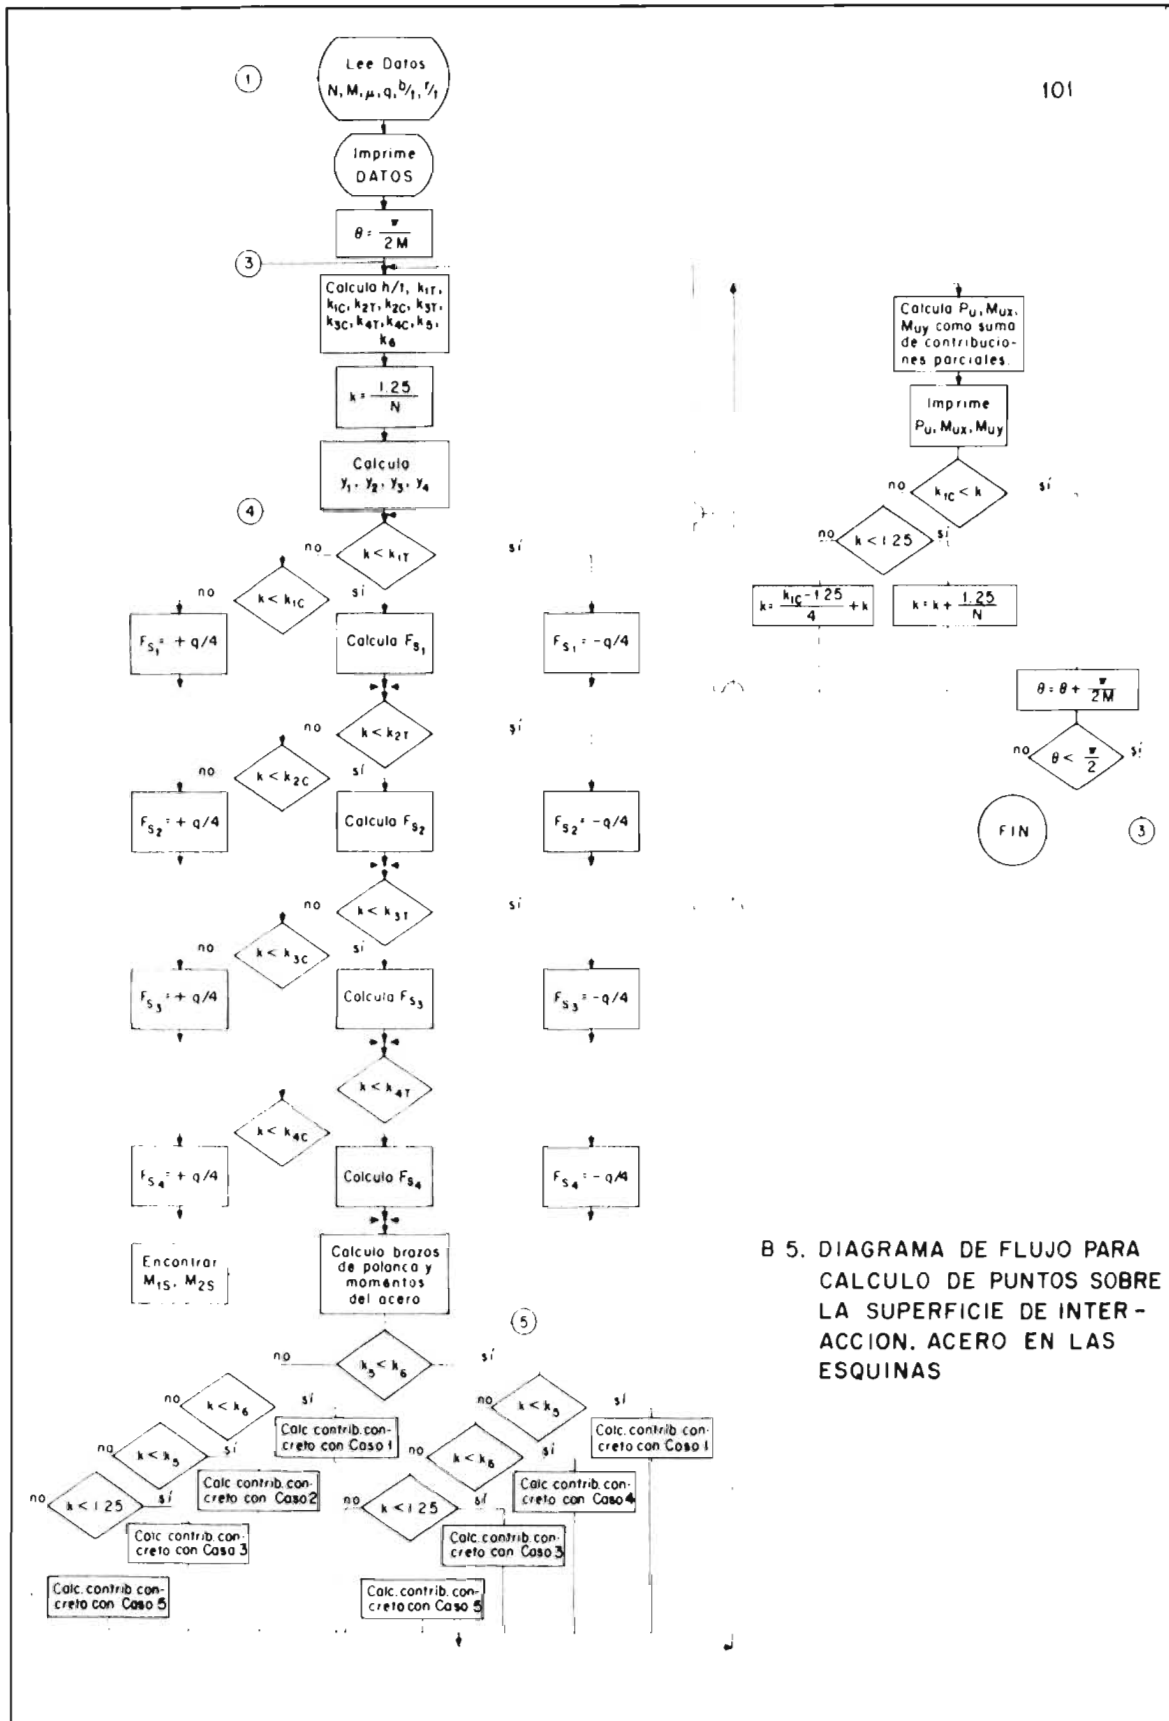 101
1
Lee Datos
N, M, μ, q, b/t, r/t
Imprime
DATOS
θ = π / 2M
3
Calcula h/t, k1T,
k1C, k2T, k2C, k3T,
k3C, k4T, k4C, k5,
k6
k = 1.25 / N
Calcula
y1, y2, y3, y4
4
no
k < k1T
sí
no
k < k1C
sí
FS1 = + q/4
Calcula FS1
FS1 = -q/4
no
k < k2T
sí
no
k < k2C
sí
FS2 = + q/4
Calcula FS2
FS2 = -q/4
no
k < k3T
sí
no
k < k3C
sí
FS3 = + q/4
Calcula FS3
FS3 = -q/4
k < k4T
k < k4C
FS4 = + q/4
Calcula FS4
FS4 = -q/4
Encontrar
M1S, M2S
Calcula brazos
de palanca y
momentos
del acero
5
no
k5 < k6
sí
no
k < k6
sí
Calc. contrib. con-
creto con Caso 1
no
k < k5
sí
Calc contrib. con-
creto con Caso 2
no
k < 1.25
sí
Calc contrib. con-
creto con Caso 3
Calc. contrib con-
creto con Caso 5
no
k < k5
sí
Calc contrib. con-
creto con Caso 1
no
k < k6
sí
Calc contrib. con-
creto con Caso 4
no
k < 1.25
sí
Calc contrib. con-
creto con Caso 3
Calc. contrib con-
creto con Caso 5
Calcula Pu, Mux,
Muy como suma
de contribucio-
nes parciales.
Imprime
Pu, Mux, Muy
no
k1C < k
sí
no
k < 1.25
sí
k = k1C - 1.25 / 4 + k
k = k + 1.25 / N
θ = θ + π / 2M
no
θ < π / 2
sí
FIN
3
B 5. DIAGRAMA DE FLUJO PARA
CALCULO DE PUNTOS SOBRE
LA SUPERFICIE DE INTER-
ACCION. ACERO EN LAS
ESQUINAS